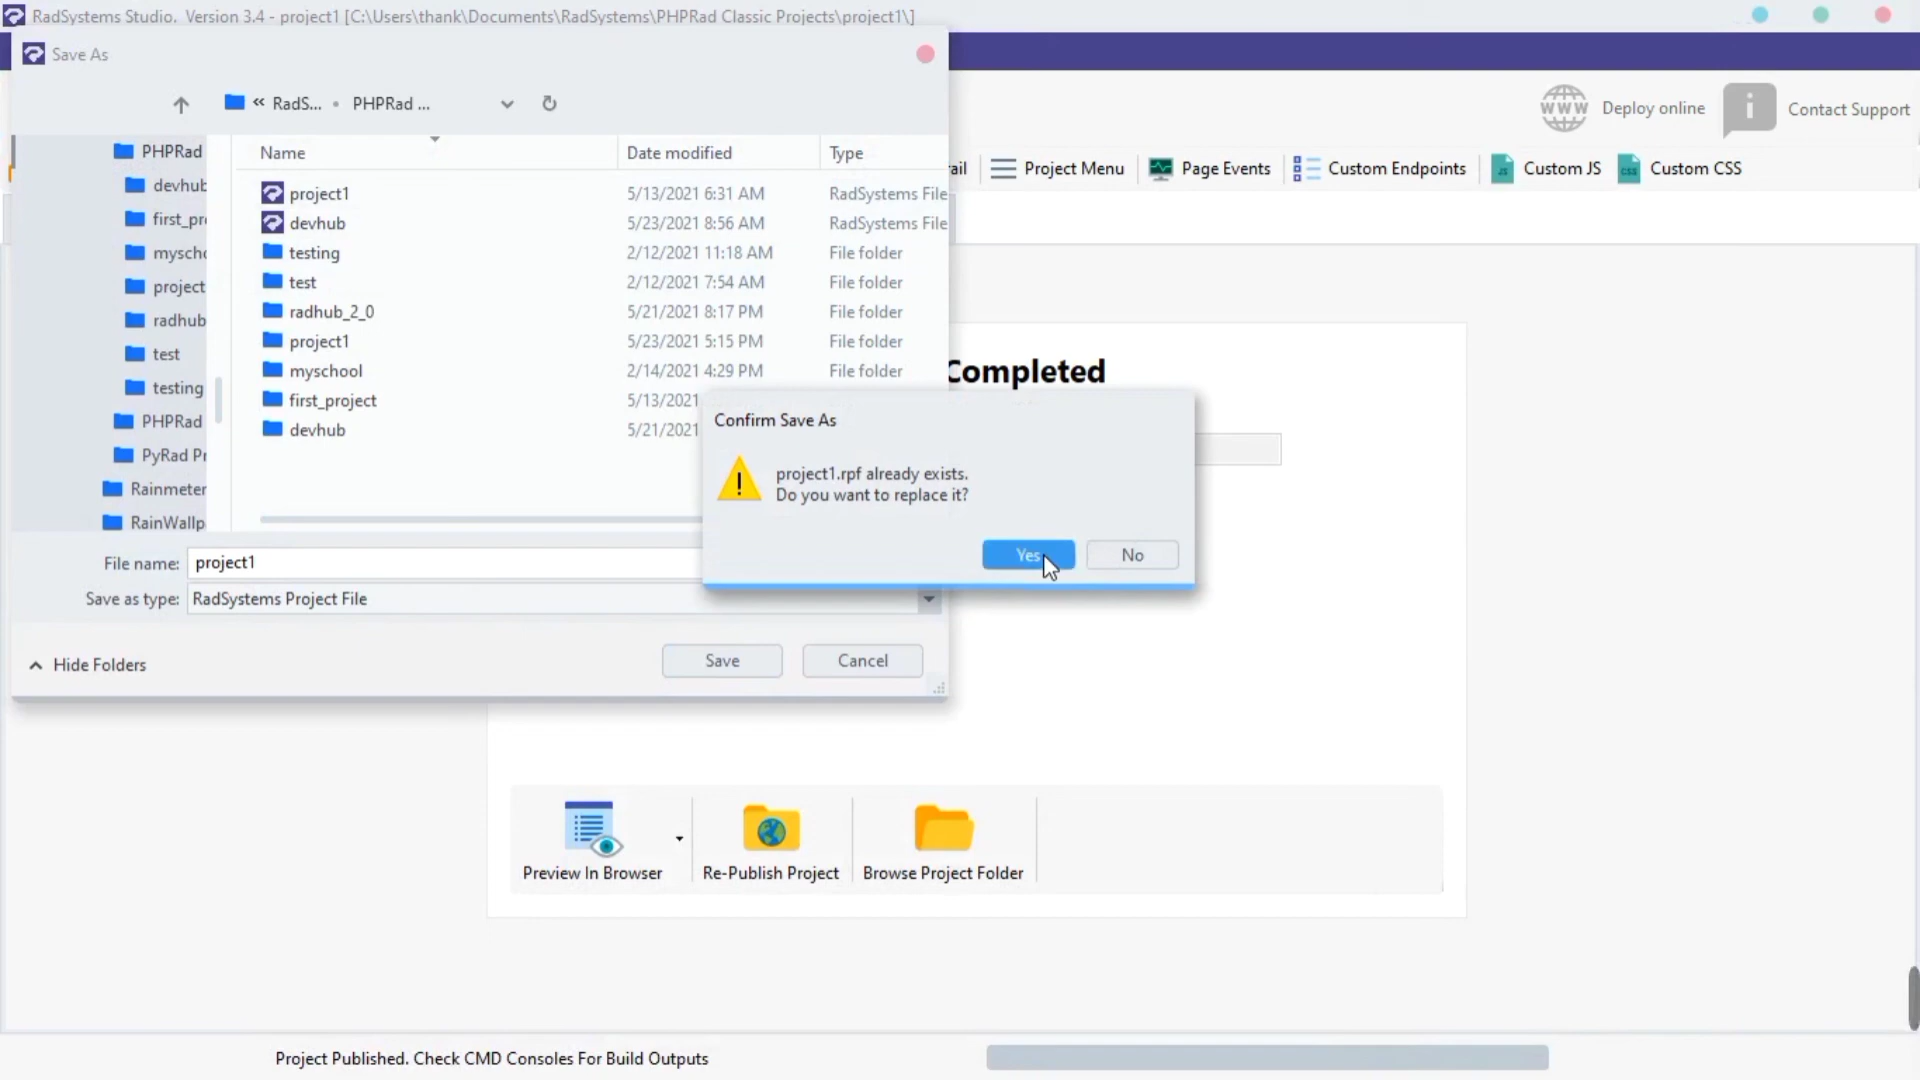 RadSystems Studio. Version 3.4 - project1 [C:\Users\thank\Documents\RadSystems\PHPRad Classic Projects\project1\]
Save As
« RadS... PHPRad ...
Deploy online
Contact Support
ail
Project Menu
Page Events
Custom Endpoints
Custom JS
Custom CSS
PHPRad
devhub
first_pr
myscho
project
radhub
test
testing
PHPRad
PyRad Pr
Rainmeter
RainWallp
Name Date modified Type
project1 5/13/2021 6:31 AM RadSystems File
devhub 5/23/2021 8:56 AM RadSystems File
testing 2/12/2021 11:18 AM File folder
test 2/12/2021 7:54 AM File folder
radhub_2_0 5/21/2021 8:17 PM File folder
project1 5/23/2021 5:15 PM File folder
myschool 2/14/2021 4:29 PM File folder
first_project 5/13/2021
devhub 5/21/2021
Completed
Confirm Save As
project1.rpf already exists.
Do you want to replace it?
Yes No
File name: project1
Save as type: RadSystems Project File
Hide Folders
Save Cancel
Preview In Browser
Re-Publish Project
Browse Project Folder
Project Published. Check CMD Consoles For Build Outputs